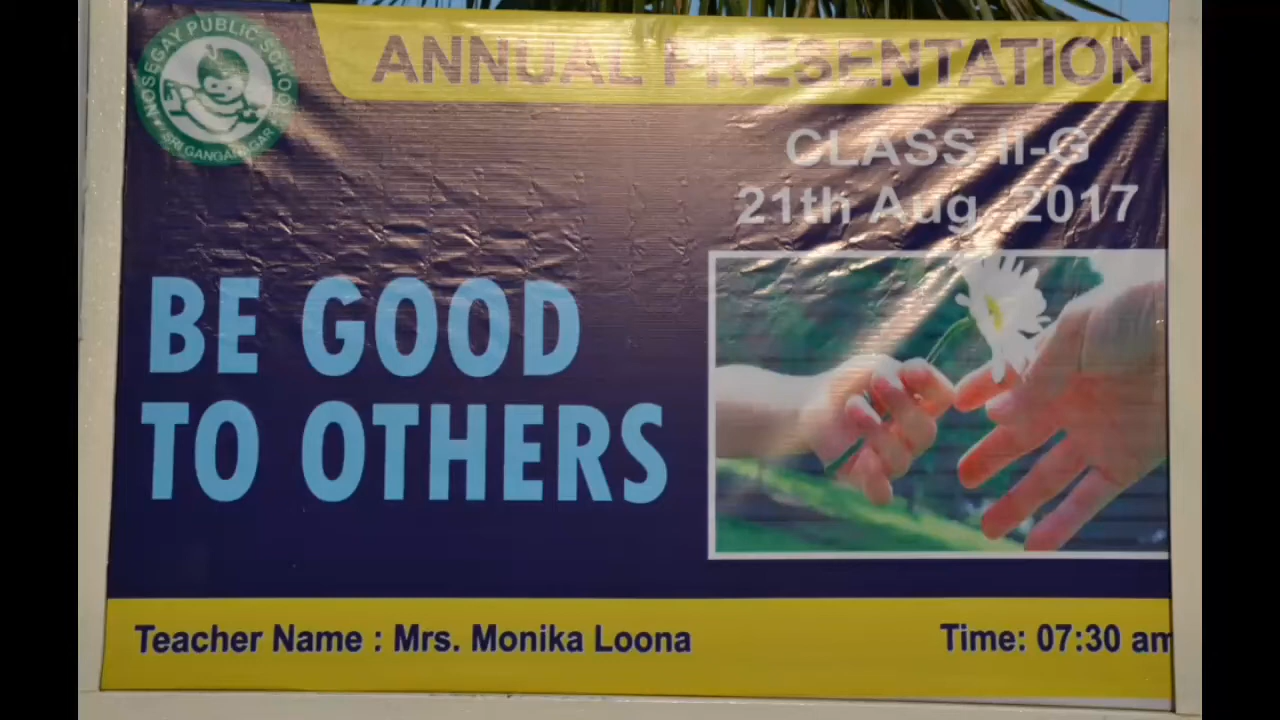 NOSEGAY PUBLIC SCHOOL
SRI GANGANAGAR
ANNUAL PRESENTATION
CLASS II-G
21th Aug, 2017
BE GOOD
TO OTHERS
Teacher Name : Mrs. Monika Loona
Time: 07:30 am